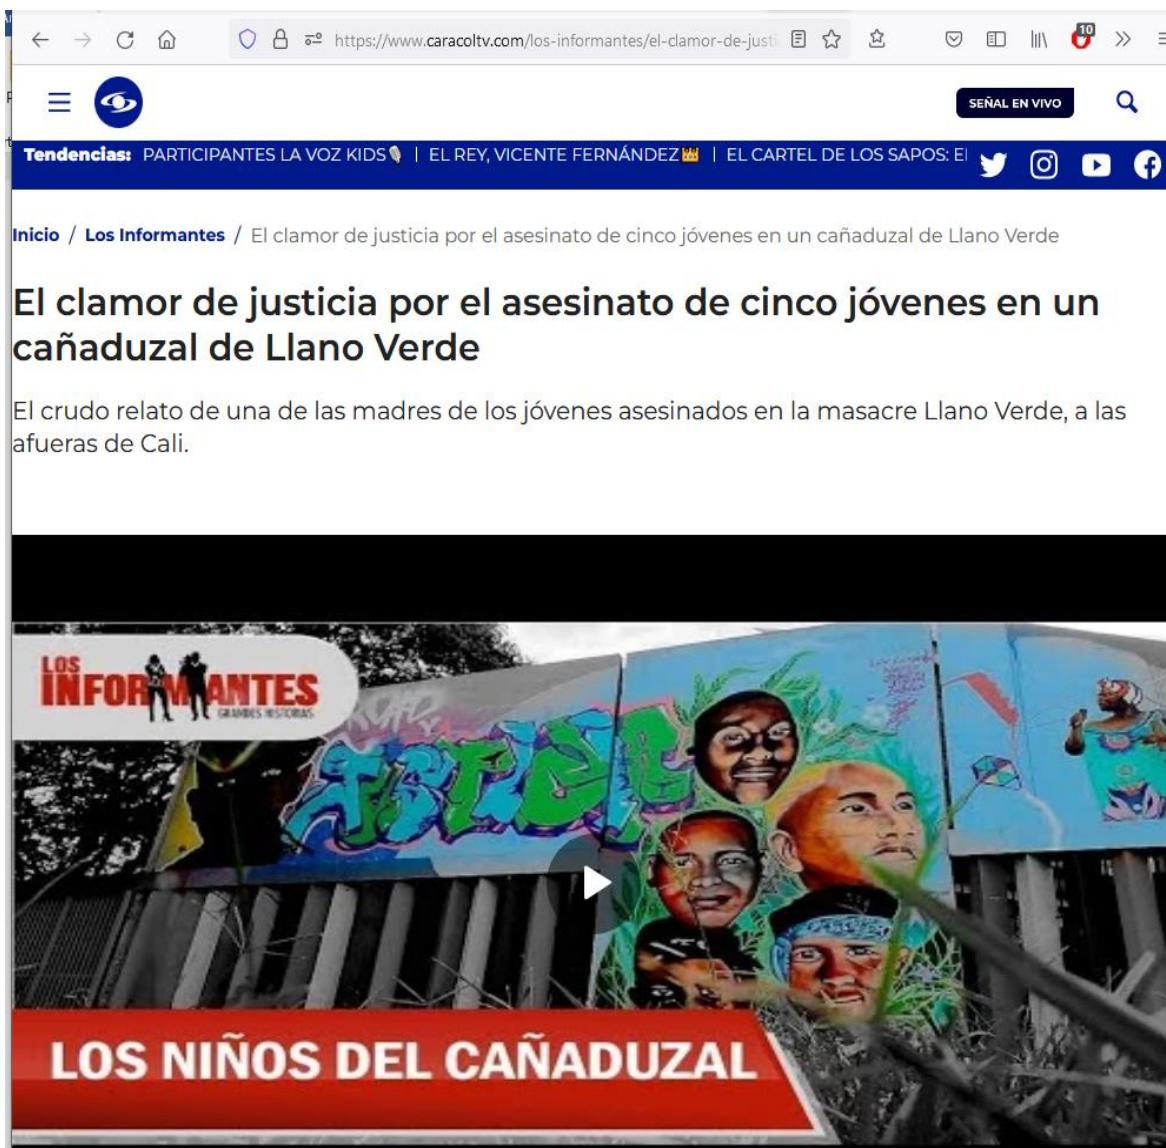 https://www.caracoltv.com/los-informantes/el-clamor-de-justi
10
SEÑAL EN VIVO
Tendencias: PARTICIPANTES LA VOZ KIDS🎙️ | EL REY, VICENTE FERNÁNDEZ👑 | EL CARTEL DE LOS SAPOS: El
Inicio / Los Informantes / El clamor de justicia por el asesinato de cinco jóvenes en un cañaduzal de Llano Verde
El clamor de justicia por el asesinato de cinco jóvenes en un
cañaduzal de Llano Verde
El crudo relato de una de las madres de los jóvenes asesinados en la masacre Llano Verde, a las
afueras de Cali.
LOS
INFORMANTES
GRANDES HISTORIAS
LOS NIÑOS DEL CAÑADUZAL